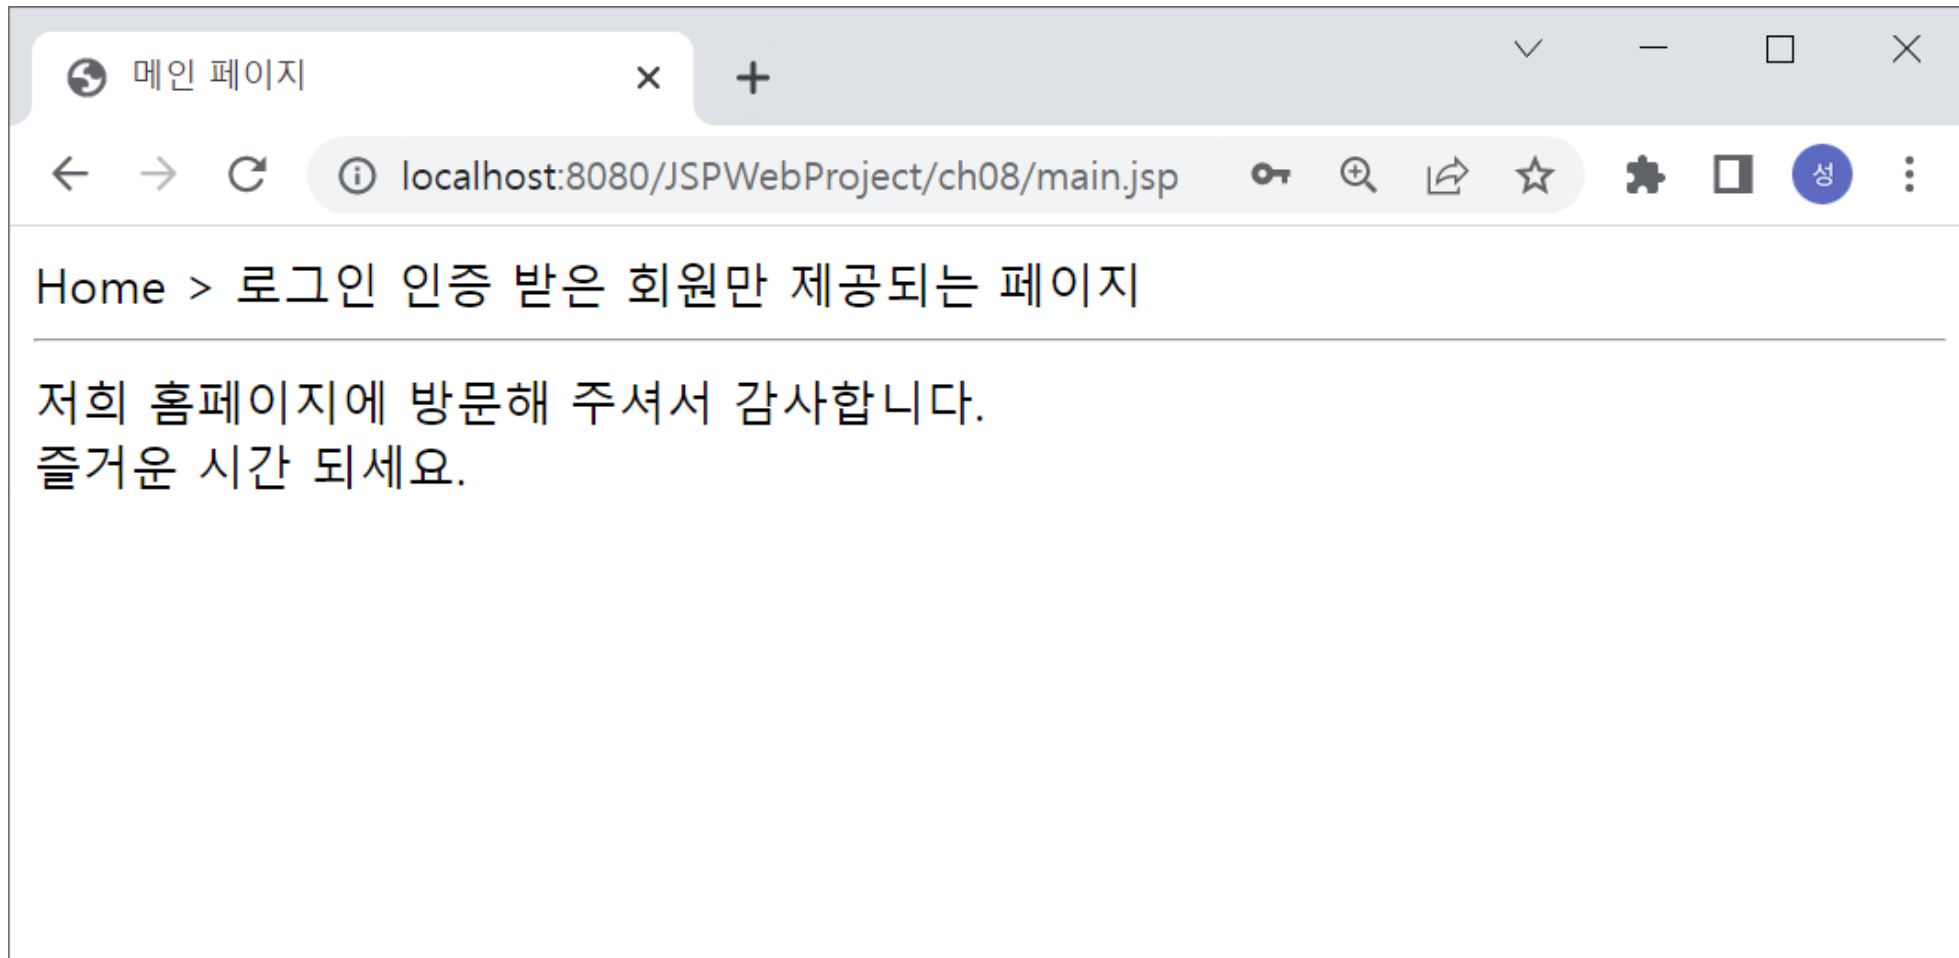 메인 페이지
localhost:8080/JSPWebProject/ch08/main.jsp
성
Home > 로그인 인증 받은 회원만 제공되는 페이지
저희 홈페이지에 방문해 주셔서 감사합니다.
즐거운 시간 되세요.